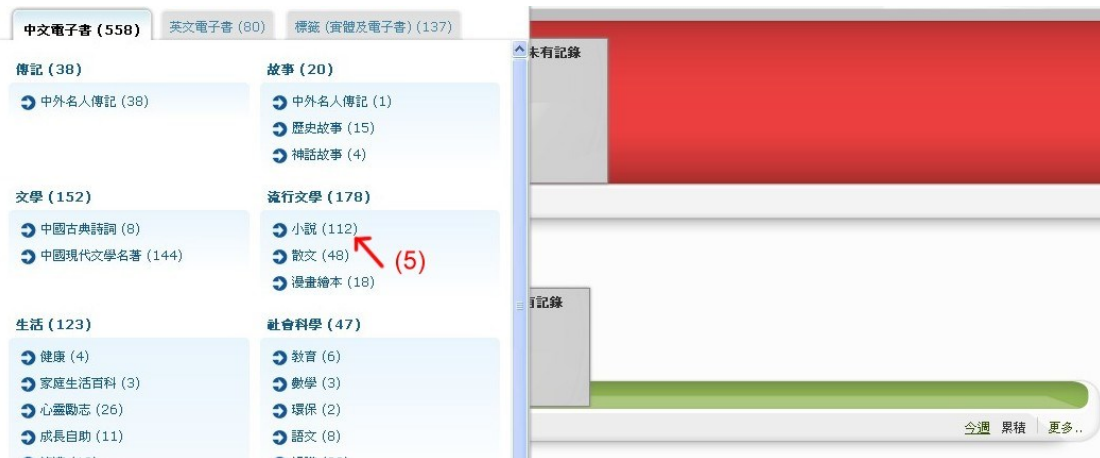 中文電子書 (558)
英文電子書 (80)
標籤 (實體及電子書) (137)
傳記 (38)
中外名人傳記 (38)
故事 (20)
中外名人傳記 (1)
歷史故事 (15)
神話故事 (4)
文學 (152)
中國古典詩詞 (8)
中國現代文學名著 (144)
流行文學 (178)
小說 (112)
(5)
散文 (48)
漫畫繪本 (18)
生活 (123)
健康 (4)
家庭生活百科 (3)
心靈勵志 (26)
成長自助 (11)
社會科學 (47)
教育 (6)
數學 (3)
環保 (2)
語文 (8)
未有記錄
有記錄
今週 累積 更多..